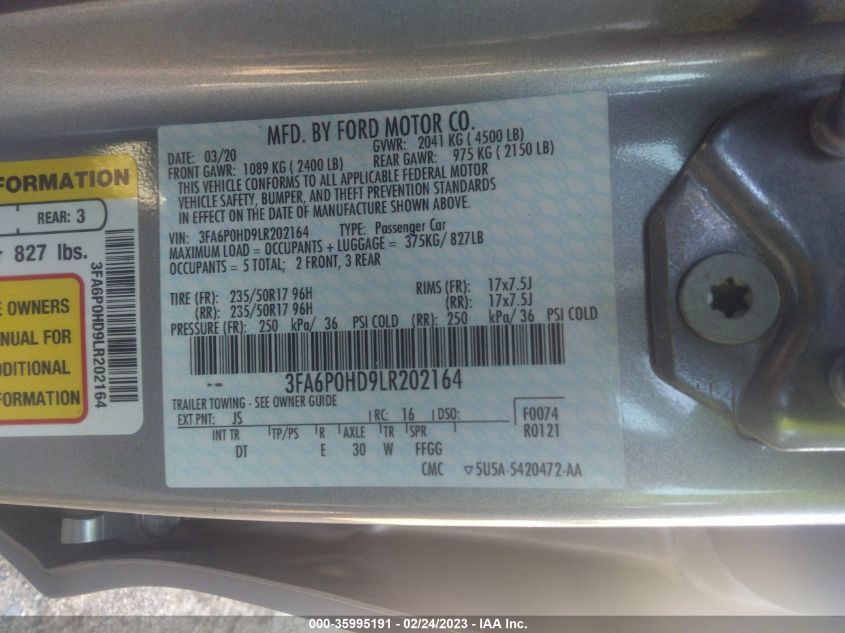 MFD. BY FORD MOTOR CO.
DATE: 03/20 GVWR: 2041 KG ( 4500 LB)
FRONT GAWR: 1089 KG ( 2400 LB) REAR GAWR: 975 KG ( 2150 LB)
THIS VEHICLE CONFORMS TO ALL APPLICABLE FEDERAL MOTOR
VEHICLE SAFETY, BUMPER, AND THEFT PREVENTION STANDARDS
IN EFFECT ON THE DATE OF MANUFACTURE SHOWN ABOVE.
VIN: 3FA6P0HD9LR202164 TYPE: Passenger Car
MAXIMUM LOAD = OCCUPANTS + LUGGAGE = 375KG/ 827LB
OCCUPANTS = 5 TOTAL; 2 FRONT, 3 REAR
TIRE (FR): 235/50R17 96H RIMS (FR): 17x7.5J
(RR): 235/50R17 96H (RR): 17x7.5J
PRESSURE (FR): 250 kPa/ 36 PSI COLD (RR): 250 kPa/ 36 PSI COLD
3FA6P0HD9LR202164
TRAILER TOWING - SEE OWNER GUIDE
EXT PNT: JS RC: 16 DSO: F0074
INT TR TP/PS R AXLE TR SPR R0121
DT E 30 W FFGG
CMC 5U5A-5420472-AA
FORMATION
REAR: 3
827 lbs.
OWNERS
ANUAL FOR
DDITIONAL
FORMATION
3FA6P0HD9LR202164
000-35995191 - 02/24/2023 - IAA Inc.